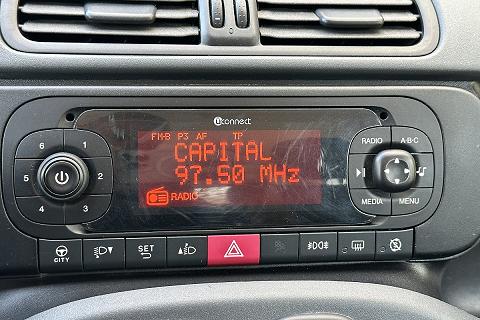 uconnect
FM-B P3 AF TP
CAPITAL
97.50 MHz
RADIO
6
5
4
1
2
3
RADIO
A-B-C
MEDIA
MENU
CITY
SET